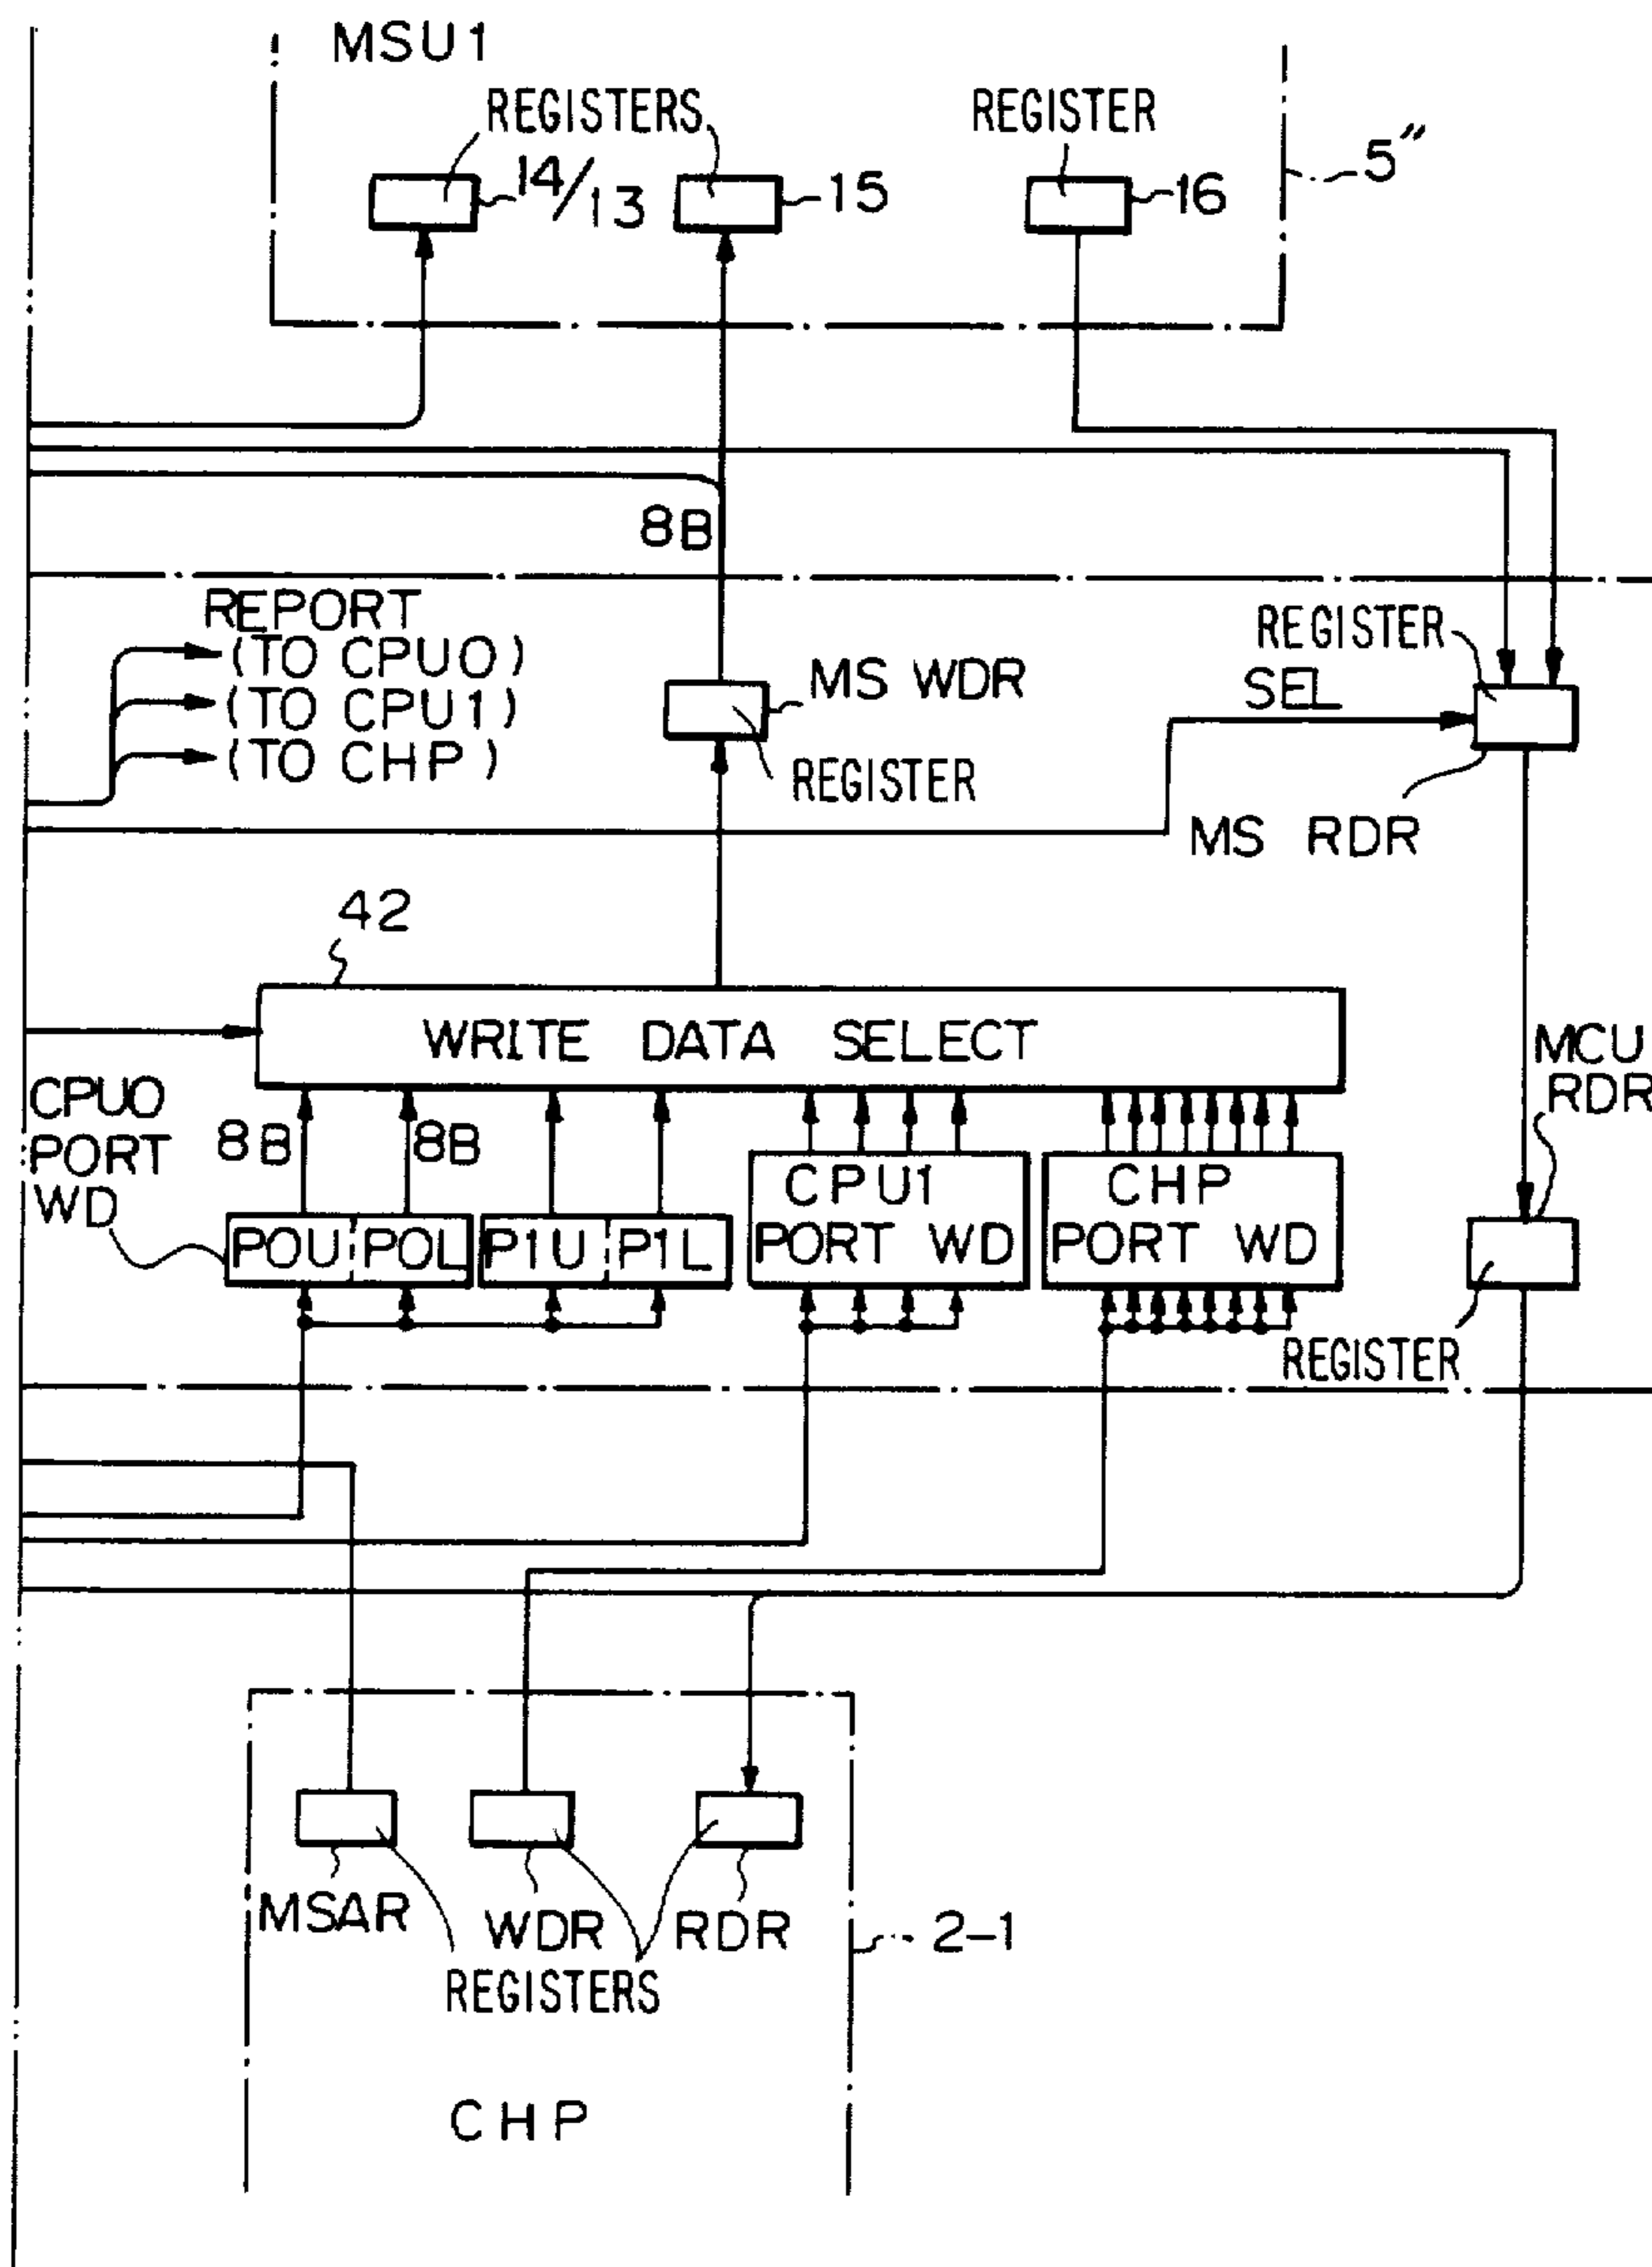 MSU1
REGISTERS
REGISTER
14/13
15
16
5"
8B
REPORT
(TO CPU0)
(TO CPU1)
(TO CHP)
MS WDR
REGISTER
REGISTER
SEL
MS RDR
42
WRITE DATA SELECT
MCU
RDR
CPU0
PORT
WD
8B
8B
P0U
P0L
P1U
P1L
CPU1
PORT WD
CHP
PORT WD
REGISTER
MSAR
WDR
RDR
REGISTERS
2-1
CHP